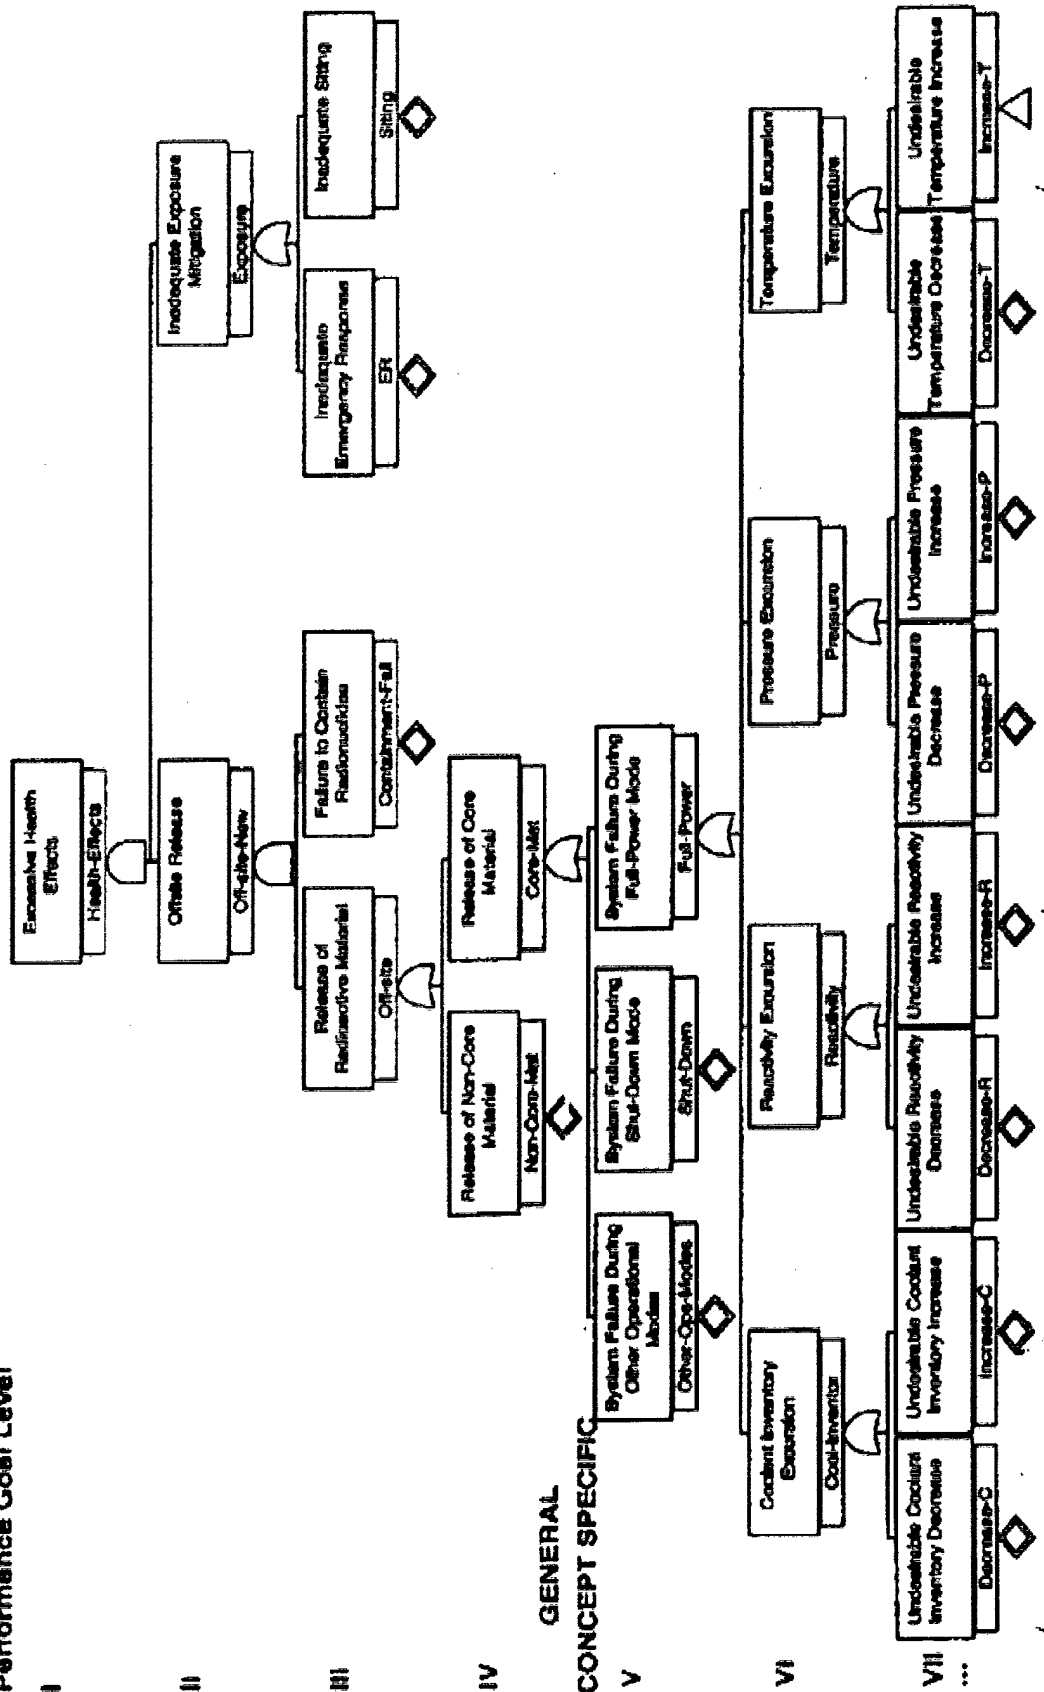 Performance Goal Level
I
Excessive Health
Effects
Health-Effects
II
Offsite Release
Off-site-New
Inadequate Exposure
Mitigation
Exposure
III
Release of
Radioactive Material
Off-site
Failure to Contain
Radionuclides
Containment-Fail
Inadequate
Emergency Response
ER
Inadequate Sitting
Sitting
IV
Release of Non-Core
Material
Non-Core-Mat
Release of Core
Material
Core-Mat
GENERAL
CONCEPT SPECIFIC
V
System Failure During
Other Operational
Modes
Other-Ops-Modes
System Failure During
Shut-Down Mode
Shut-Down
System Failure During
Full-Power Mode
Full-Power
VI
Coolant Inventory
Excursion
Cool-Inventor
Reactivity Excursion
Reactivity
Pressure Excursion
Pressure
Temperature Excursion
Temperature
VII
...
Undesirable Coolant
Inventory Decrease
Decrease-C
Undesirable Coolant
Inventory Increase
Increase-C
Undesirable Reactivity
Decrease
Decrease-R
Undesirable Reactivity
Increase
Increase-R
Undesirable Pressure
Decrease
Decrease-P
Undesirable Pressure
Increase
Increase-P
Undesirable
Temperature Decrease
Decrease-T
Undesirable
Temperature Increase
Increase-T